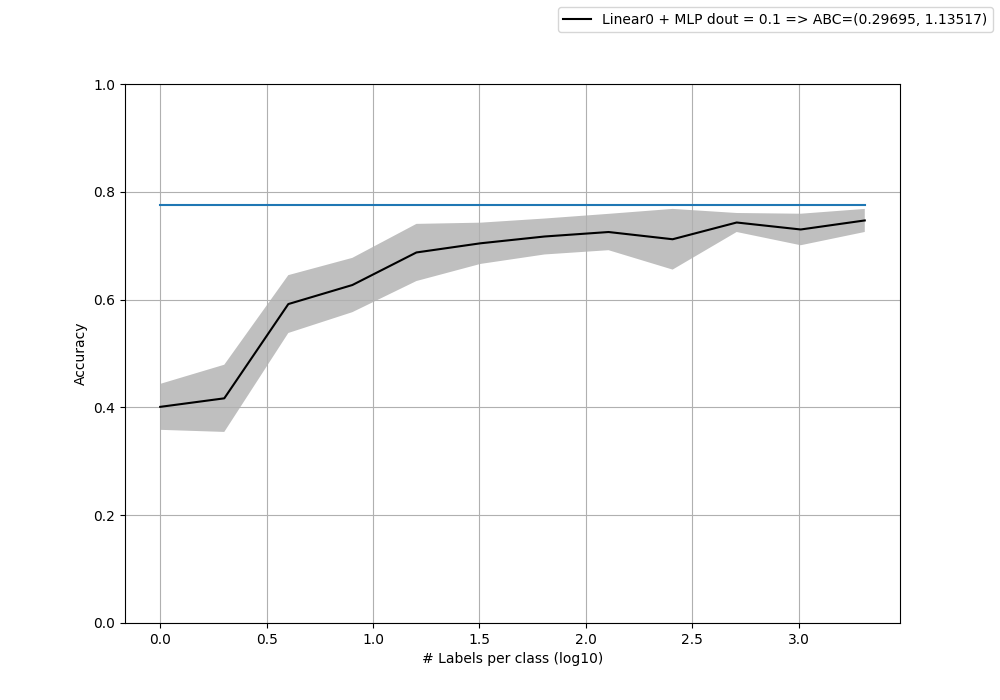 Linear0 + MLP dout = 0.1 => ABC=(0.29695, 1.13517)
1.0
0.8
0.6
0.4
0.2
0.0
Accuracy
0.0 0.5 1.0 1.5 2.0 2.5 3.0
# Labels per class (log10)